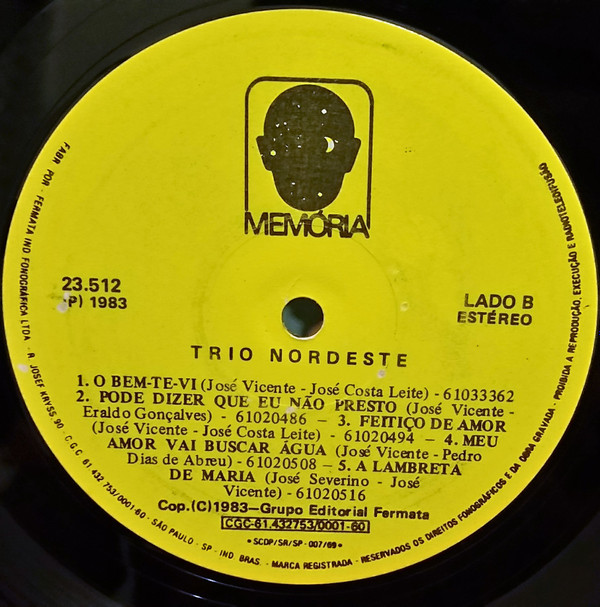 MEMÓRIA
23.512
(P) 1983
LADO B
ESTÉREO
TRIO NORDESTE
1. O BEM-TE-VI (José Vicente - José Costa Leite) - 61033362
2. PODE DIZER QUE EU NÃO PRESTO (José Vicente -
Eraldo Gonçalves) - 61020486 — 3. FEITIÇO DE AMOR
(José Vicente - José Costa Leite) - 61020494 — 4. MEU
AMOR VAI BUSCAR ÁGUA (José Vicente - Pedro
Dias de Abreu) - 61020508 — 5. A LAMBRETA
DE MARIA (José Severino - José
Vicente) - 61020516
Cop.(C)1983—Grupo Editorial Fermata
CGC-61.432753/0001-60
•SCDP/SR/SP-007/69•
FABR POR - FERMATA IND FONOGRÁFICA LTDA - R. JOSEF KRYSS, 90 - C.G.C 61 432 753/0001-60 - SÃO PAULO - SP - IND BRAS. - MARCA REGISTRADA - RESERVADOS OS DIREITOS FONOGRÁFICOS E DA OBRA GRAVADA - PROIBIDA A REPRODUÇÃO, EXECUÇÃO E RADIOTELEDIFUSÃO